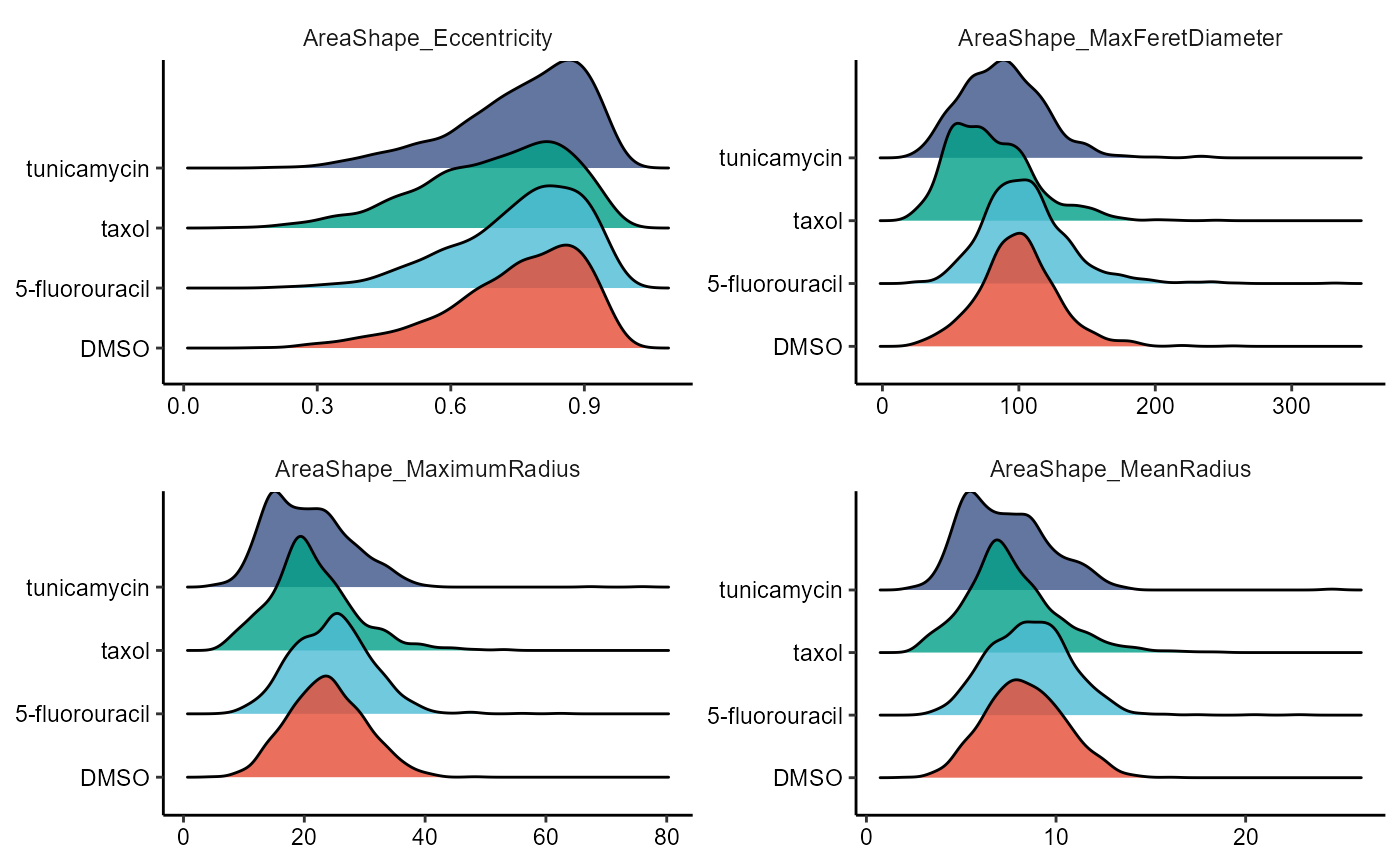 AreaShape_Eccentricity
tunicamycin
taxol
5-fluorouracil
DMSO
0.0 0.3 0.6 0.9
AreaShape_MaxFeretDiameter
tunicamycin
taxol
5-fluorouracil
DMSO
0 100 200 300
AreaShape_MaximumRadius
tunicamycin
taxol
5-fluorouracil
DMSO
0 20 40 60 80
AreaShape_MeanRadius
tunicamycin
taxol
5-fluorouracil
DMSO
0 10 20